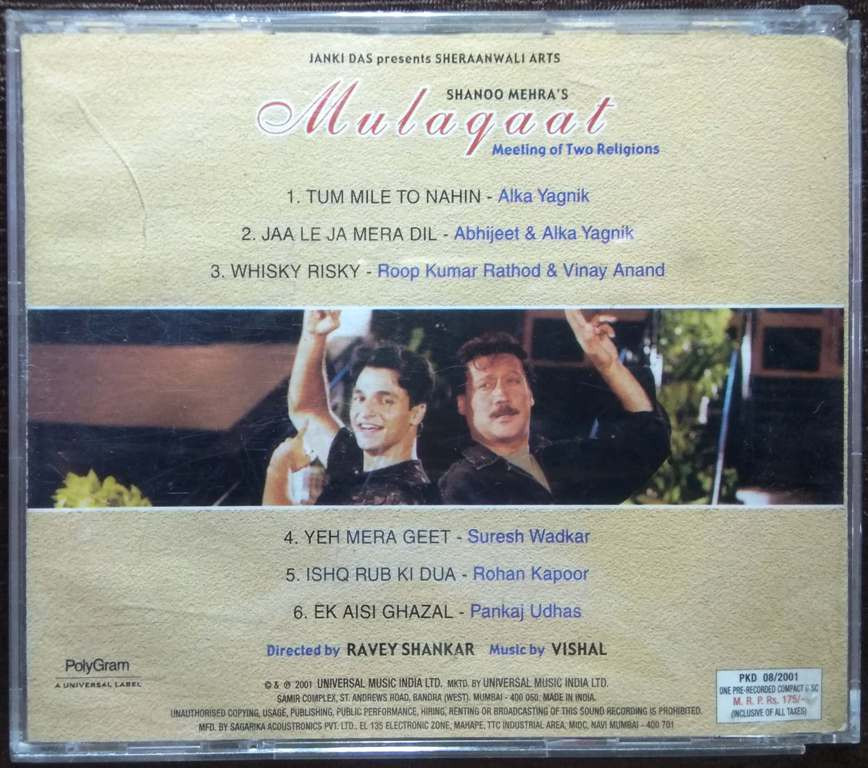 JANKI DAS presents SHERAANWALI ARTS
SHANOO MEHRA'S
Mulaqaat
Meeting of Two Religions
1. TUM MILE TO NAHIN - Alka Yagnik
2. JAA LE JA MERA DIL - Abhijeet & Alka Yagnik
3. WHISKY RISKY - Roop Kumar Rathod & Vinay Anand
4. YEH MERA GEET - Suresh Wadkar
5. ISHQ RUB KI DUA - Rohan Kapoor
6. EK AISI GHAZAL - Pankaj Udhas
Directed by RAVEY SHANKAR Music by VISHAL
PolyGram
A UNIVERSAL LABEL
© & ℗ 2001 UNIVERSAL MUSIC INDIA LTD. MKTD. BY UNIVERSAL MUSIC INDIA LTD.
SAMIR COMPLEX, ST. ANDREWS ROAD, BANDRA (WEST). MUMBAI - 400 050. MADE IN INDIA.
UNAUTHORISED COPYING, USAGE, PUBLISHING, PUBLIC PERFORMANCE, HIRING, RENTING OR BROADCASTING OF THIS SOUND RECORDING IS PROHIBITED.
MFD. BY SAGARIKA ACOUSTRONICS PVT. LTD., EL 135 ELECTRONIC ZONE, MAHAPE, TTC INDUSTRIAL AREA, MIDC, NAVI MUMBAI - 400 701
PKD 08/2001
ONE PRE-RECORDED COMPACT DISC
M. R. P. Rs. 175/-
(INCLUSIVE OF ALL TAXES)